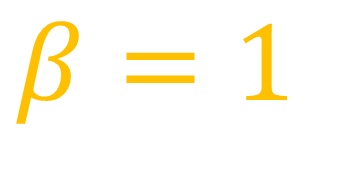 β = 1